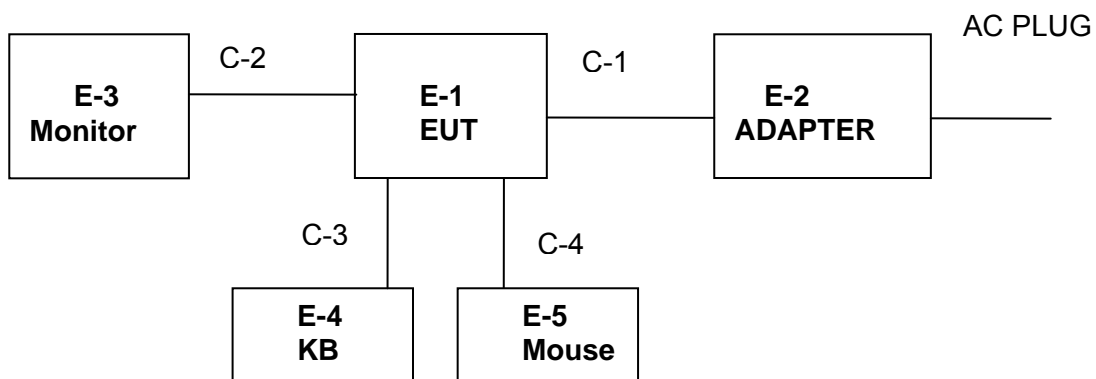 AC PLUG
C-2
C-1
E-3
Monitor
E-1
EUT
E-2
ADAPTER
C-3
C-4
E-4
KB
E-5
Mouse